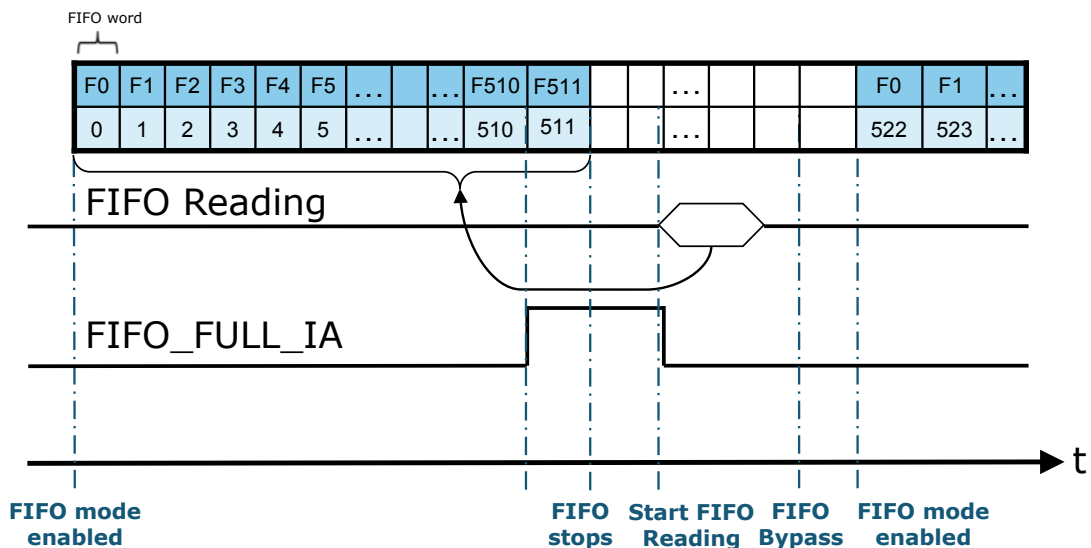 FIFO word
F0 F1 F2 F3 F4 F5 ... ... F510 F511 ... F0 F1 ...
0 1 2 3 4 5 ... ... 510 511 ... 522 523 ...
FIFO Reading
FIFO_FULL_IA
t
FIFO mode enabled
FIFO stops
Start FIFO Reading
FIFO Bypass
FIFO mode enabled